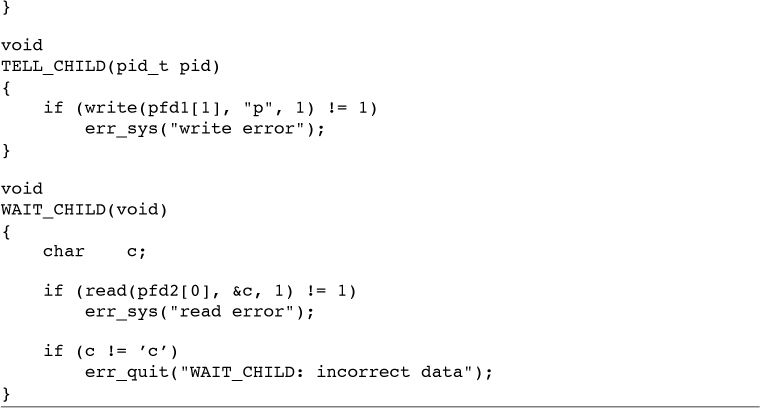 }
void
TELL_CHILD(pid_t pid)
{
    if (write(pfd1[1], "p", 1) != 1)
        err_sys("write error");
}
void
WAIT_CHILD(void)
{
    char    c;
    if (read(pfd2[0], &c, 1) != 1)
        err_sys("read error");
    if (c != ’c’)
        err_quit("WAIT_CHILD: incorrect data");
}